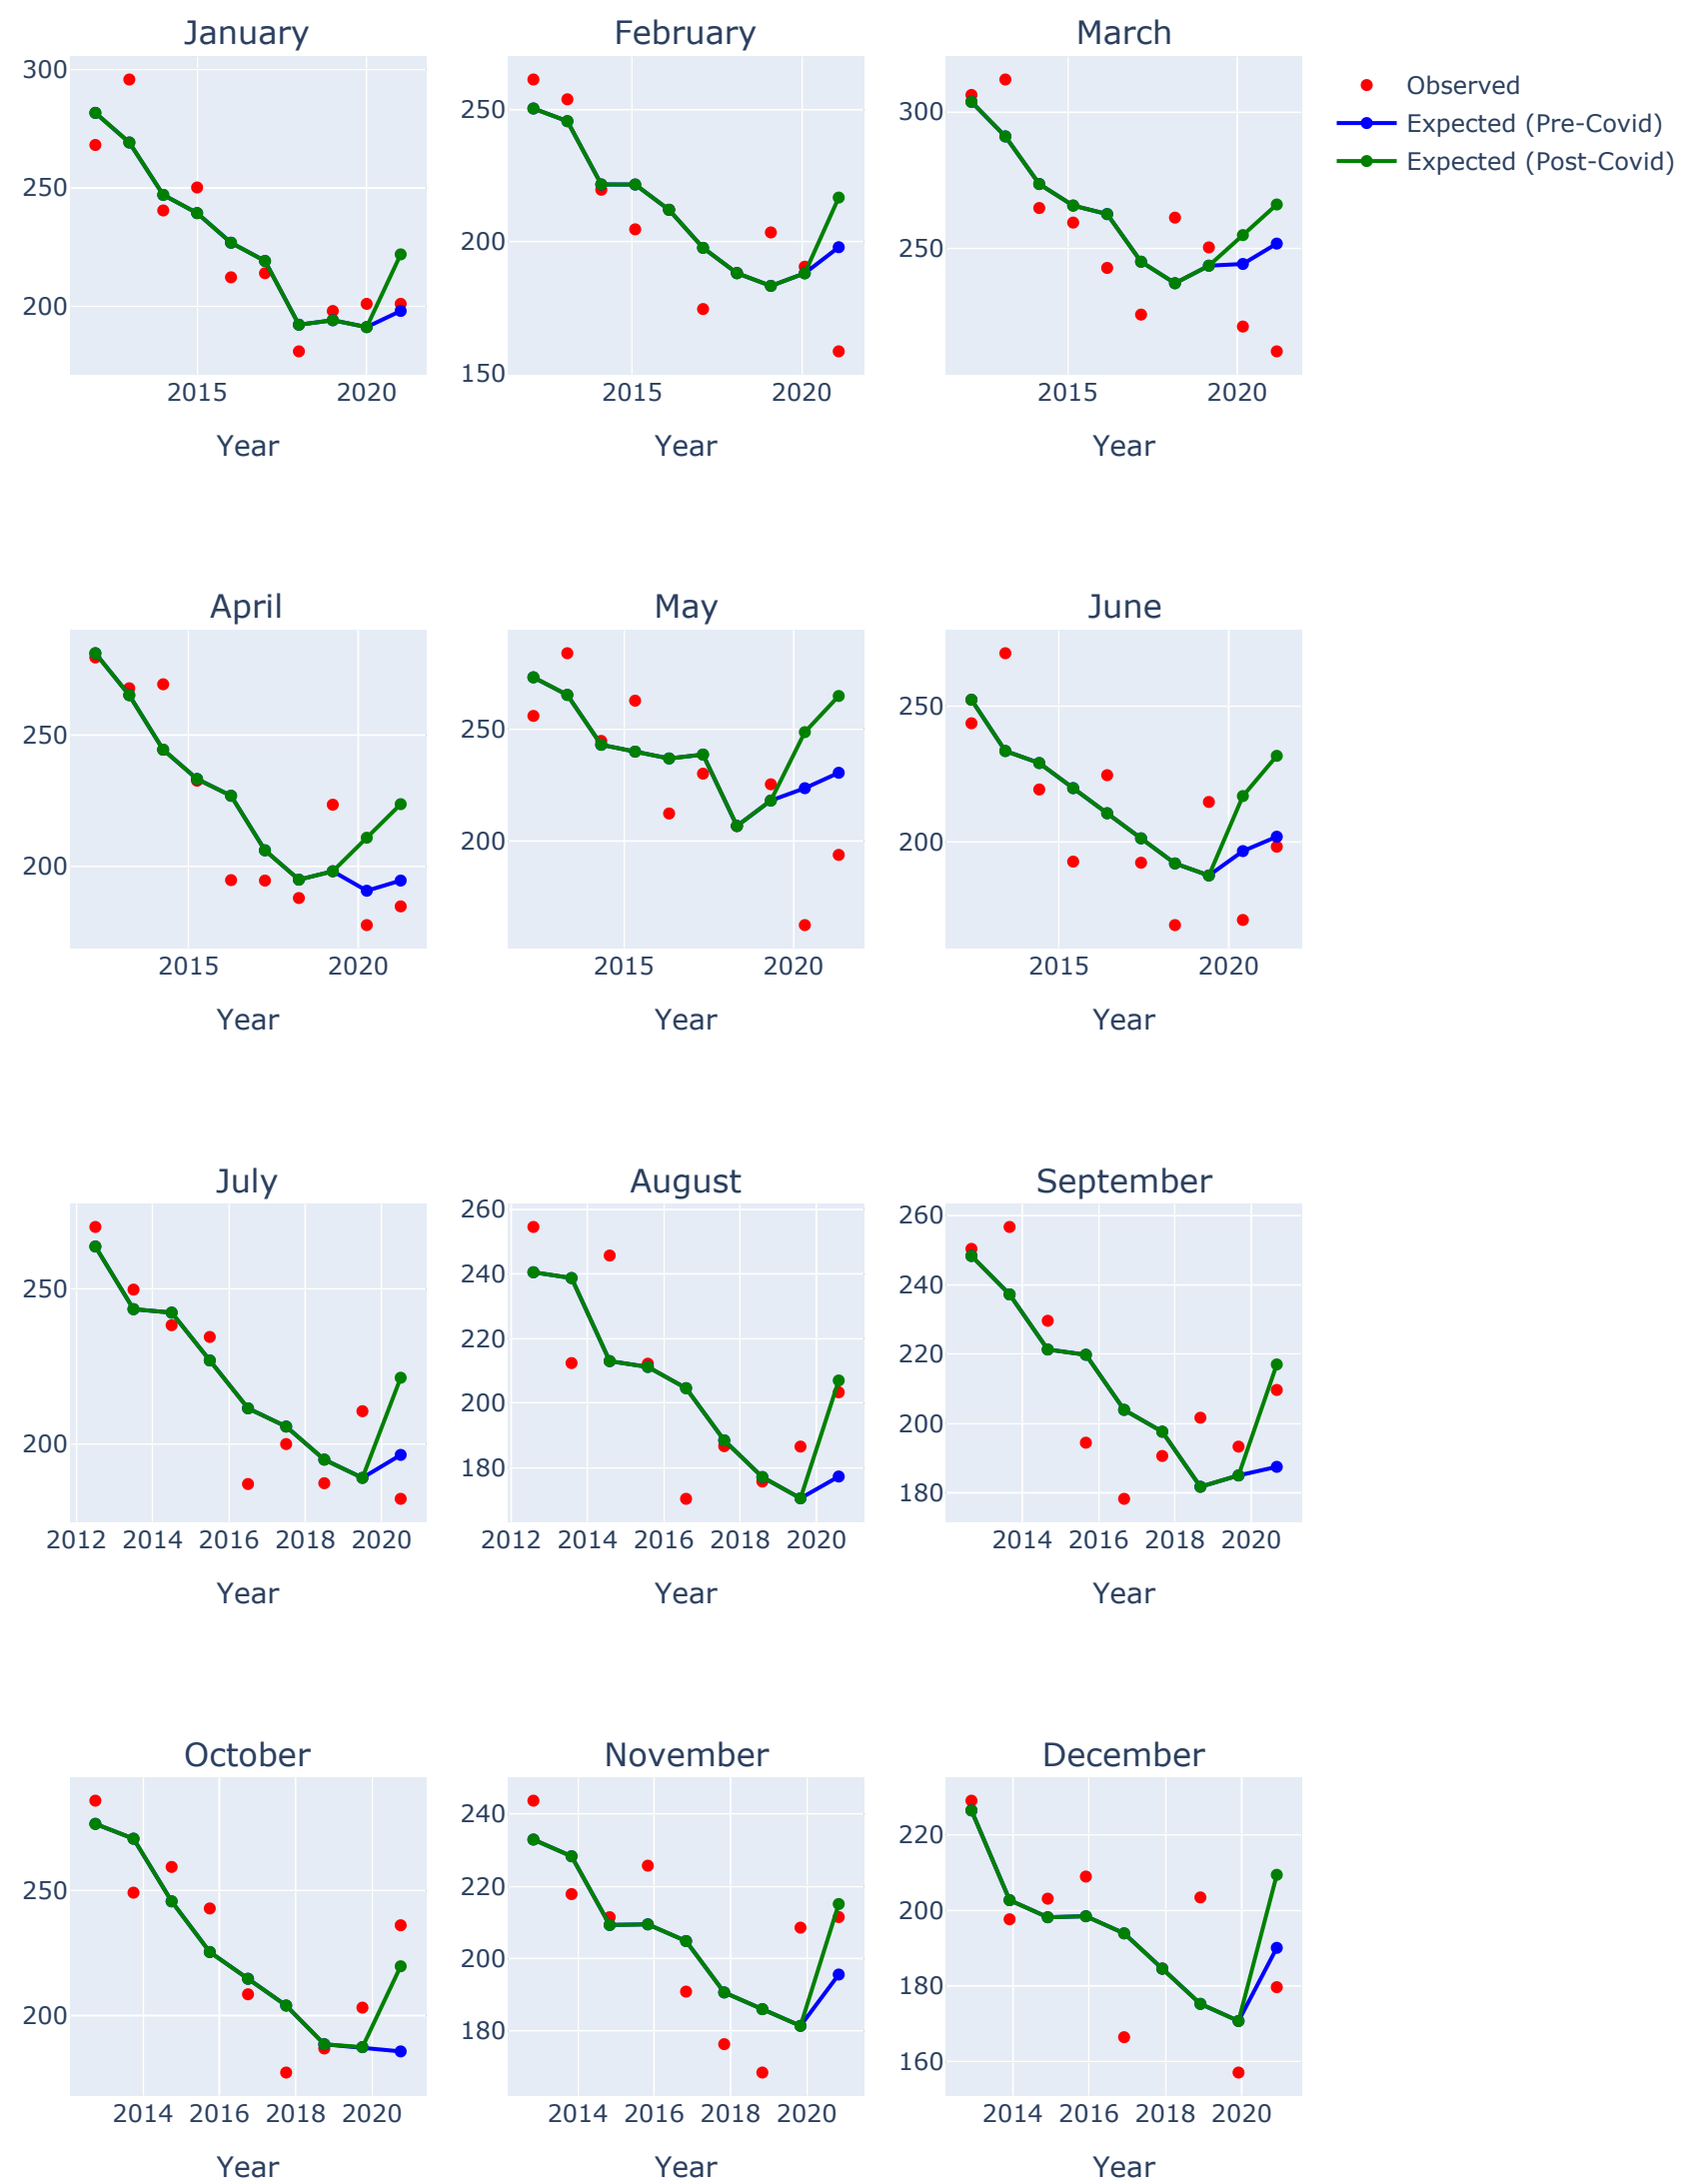 January February March
300
250
200
2015 2020
Year
250
200
150
2015 2020
Year
300
250
2015 2020
Year
Observed
Expected (Pre-Covid)
Expected (Post-Covid)
April May June
250
200
2015 2020
Year
250
200
2015 2020
Year
250
200
2015 2020
Year
July August September
250
200
2012 2014 2016 2018 2020
Year
260
240
220
200
180
2012 2014 2016 2018 2020
Year
260
240
220
200
180
2014 2016 2018 2020
Year
October November December
250
200
2014 2016 2018 2020
Year
240
220
200
180
2014 2016 2018 2020
Year
220
200
180
160
2014 2016 2018 2020
Year